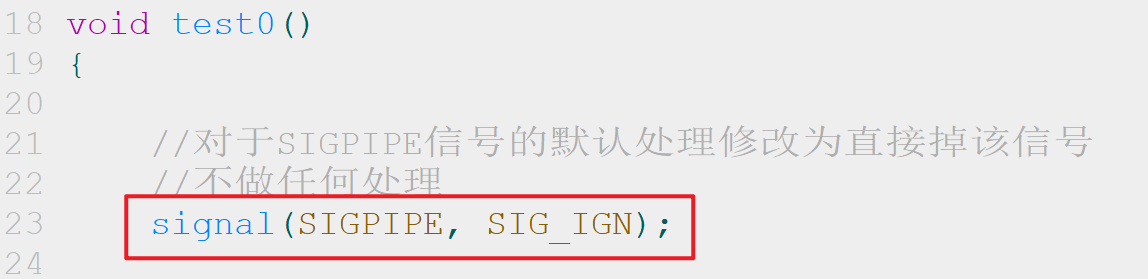 18 void test0()
19 {
20
21     //对于SIGPIPE信号的默认处理修改为直接掉该信号
22     //不做任何处理
23     signal(SIGPIPE, SIG_IGN);
24